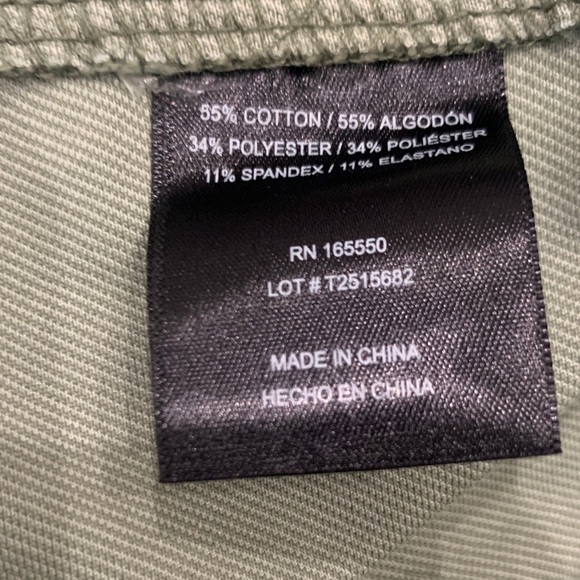 55% COTTON / 55% ALGODÓN
34% POLYESTER / 34% POLIÉSTER
11% SPANDEX / 11% ELASTANO
RN 165550
LOT # T2515682
MADE IN CHINA
HECHO EN CHINA